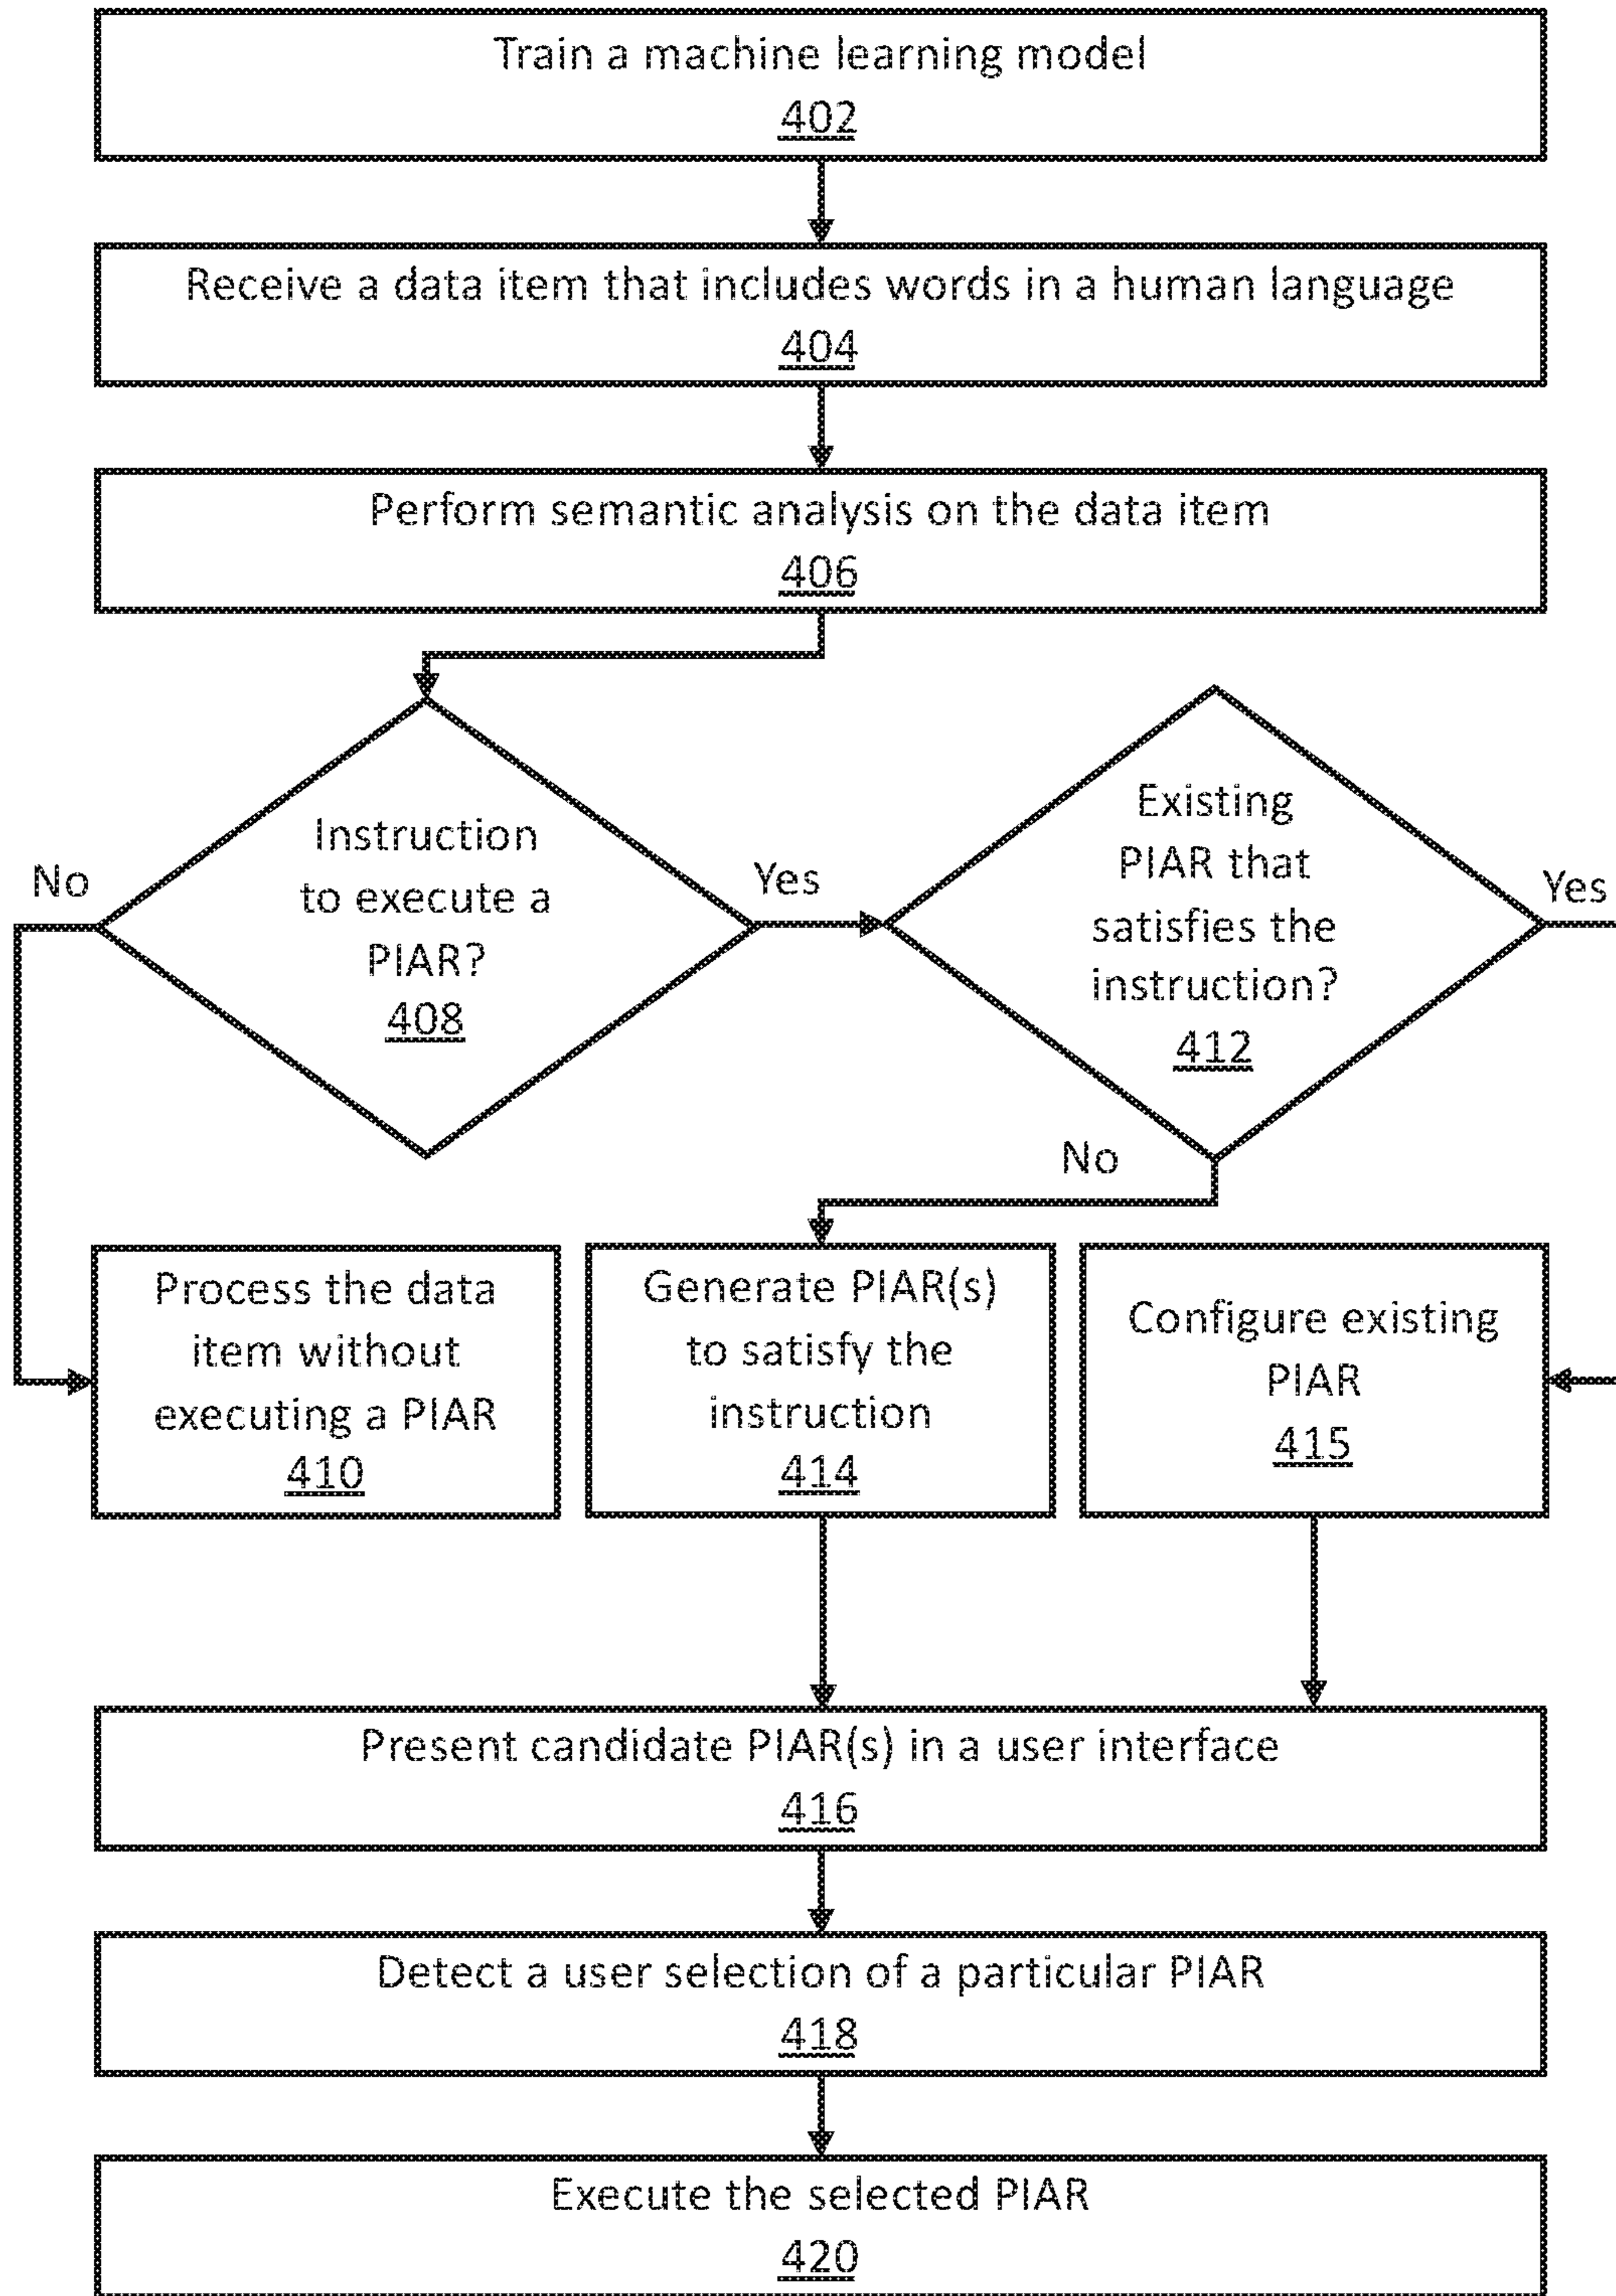 Train a machine learning model
402
Receive a data item that includes words in a human language
404
Perform semantic analysis on the data item
406
Instruction
to execute a
PIAR?
408
No
Yes
Existing
PIAR that
satisfies the
instruction?
412
Yes
No
Process the data
item without
executing a PIAR
410
Generate PIAR(s)
to satisfy the
instruction
414
Configure existing
PIAR
415
Present candidate PIAR(s) in a user interface
416
Detect a user selection of a particular PIAR
418
Execute the selected PIAR
420